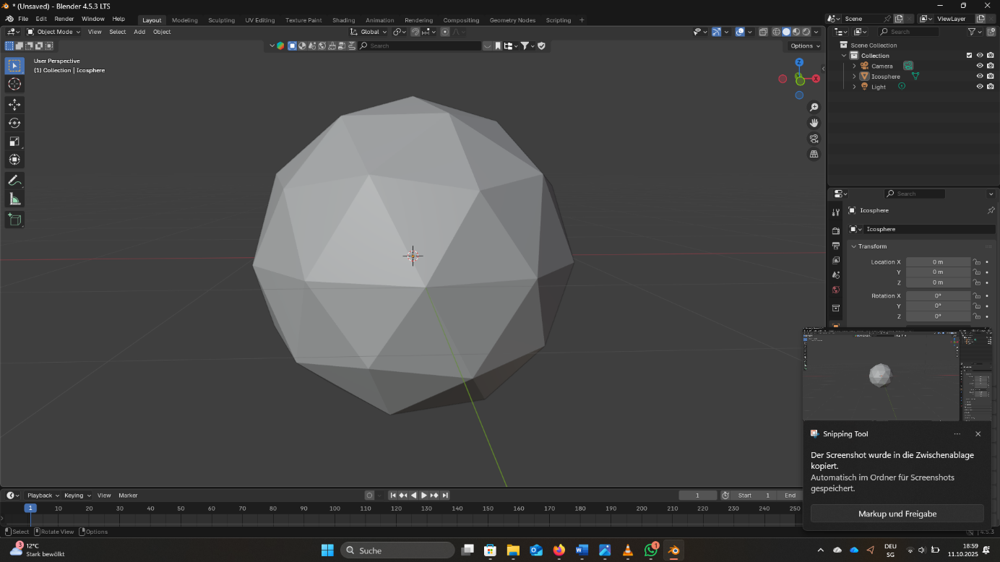 * (Unsaved) - Blender 4.5.3 LTS
File Edit Render Window Help Layout Modeling Sculpting UV Editing Texture Paint Shading Animation Rendering Compositing Geometry Nodes Scripting + Scene ViewLayer
Object Mode View Select Add Object Global Search
Search Options
User Perspective
(1) Collection | Icosphere
Z
X
Scene Collection
Collection
Camera
Icosphere
Light
Search
Icosphere
Icosphere
Transform
Location X 0 m
Y 0 m
Z 0 m
Rotation X 0°
Y 0°
Z 0°
Snipping Tool
Der Screenshot wurde in die Zwischenablage
kopiert.
Automatisch im Ordner für Screenshots
gespeichert.
Markup und Freigabe
Playback Keying View Marker 1 Start 1 End
1 10 20 30 40 50 60 70 80 90 100 110 120 130 140 150 160 170 180 190 200 210 220 230 240 250
Select Rotate View Options 4.5.3
3 12°C
Stark bewölkt
Suche
1
DEU
SG
18:59
11.10.2025